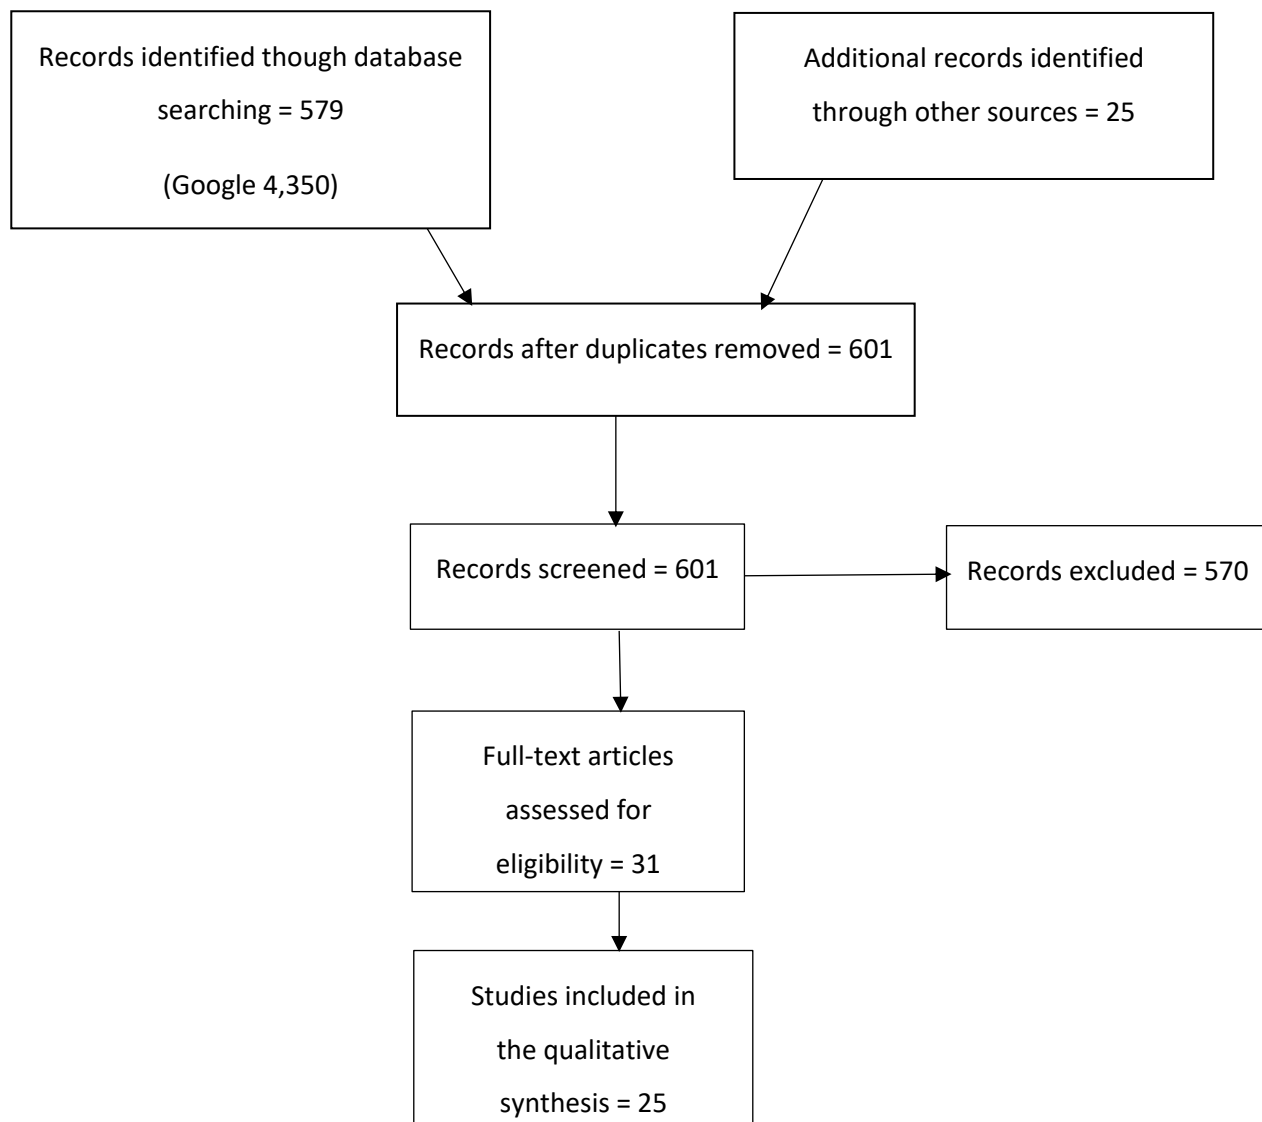 Records identified though database
searching = 579
(Google 4,350)
Additional records identified
through other sources = 25
Records after duplicates removed = 601
Records screened = 601
Records excluded = 570
Full-text articles
assessed for
eligibility = 31
Studies included in
the qualitative
synthesis = 25